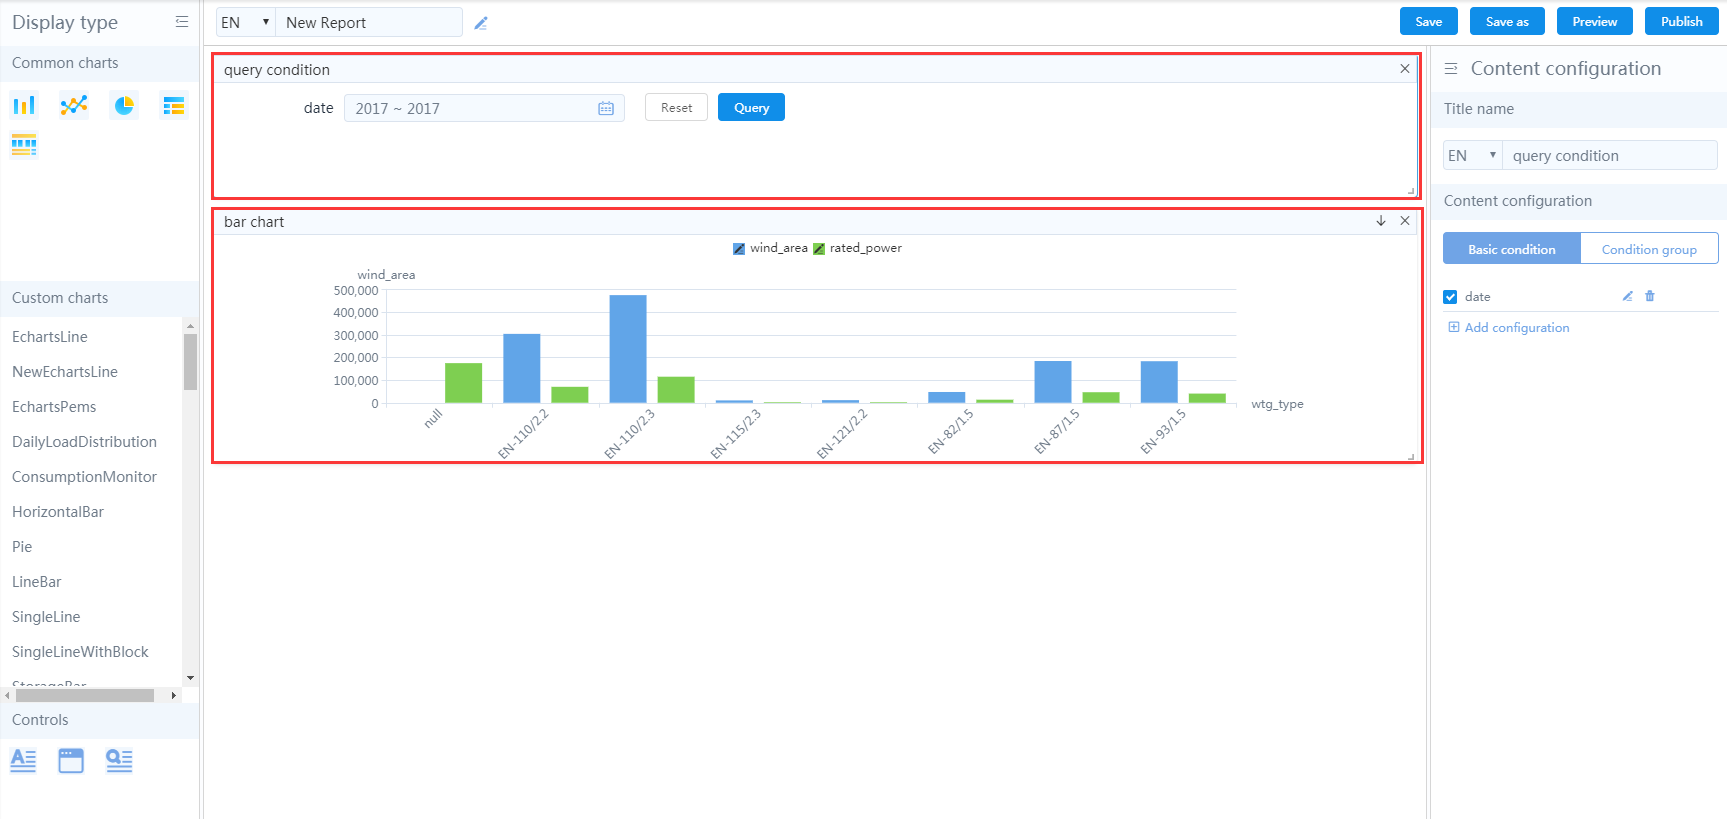 Display type
EN
New Report
Save
Save as
Preview
Publish
Common charts
Custom charts
EchartsLine
NewEchartsLine
EchartsPems
DailyLoadDistribution
ConsumptionMonitor
HorizontalBar
Pie
LineBar
SingleLine
SingleLineWithBlock
StorageBar
Controls
query condition
date 2017 ~ 2017 Reset Query
bar chart
wind_area rated_power
wind_area
500,000
400,000
300,000
200,000
100,000
0
null
EN-110/2.2
EN-110/2.3
EN-115/2.3
EN-121/2.2
EN-82/1.5
EN-87/1.5
EN-93/1.5
wtg_type
Content configuration
Title name
EN query condition
Content configuration
Basic condition Condition group
date
Add configuration